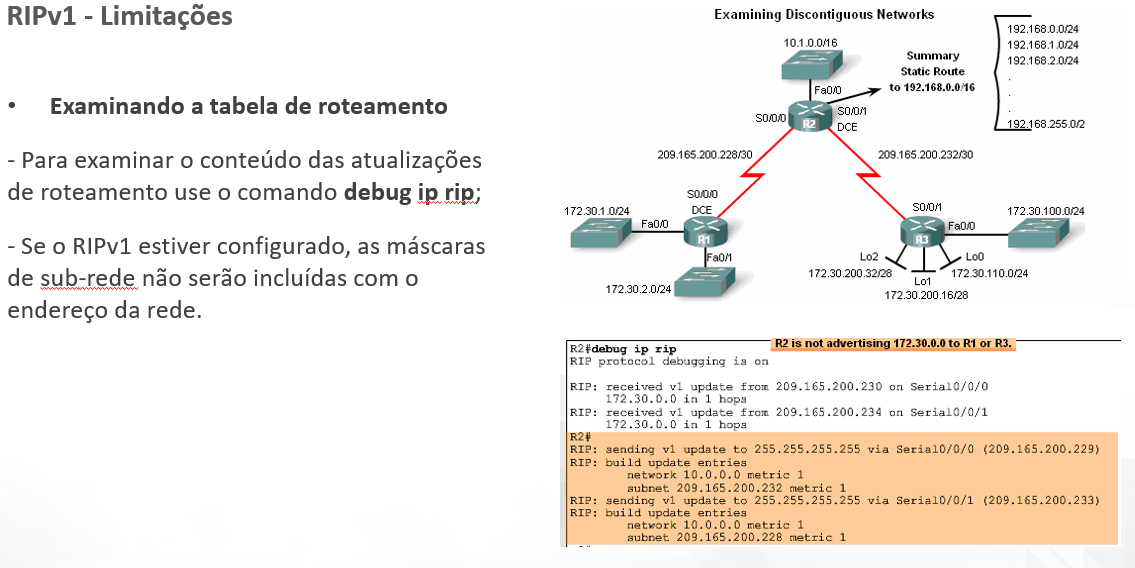 RIPv1 - Limitações
• Examinando a tabela de roteamento
- Para examinar o conteúdo das atualizações
de roteamento use o comando debug ip rip;
- Se o RIPv1 estiver configurado, as máscaras
de sub-rede não serão incluídas com o
endereço da rede.
Examining Discontiguous Networks
10.1.0.0/16
Fa0/0
Summary
Static Route
to 192.168.0.0/16
192.168.0.0/24
192.168.1.0/24
192.168.2.0/24
.
.
.
192.168.255.0/2
S0/0/0
R2
S0/0/1
DCE
209.165.200.228/30
209.165.200.232/30
S0/0/0
DCE
172.30.1.0/24
Fa0/0
R1
Fa0/1
172.30.2.0/24
S0/0/1
172.30.100.0/24
Fa0/0
R3
Lo2
Lo0
172.30.200.32/28
172.30.110.0/24
Lo1
172.30.200.16/28
R2 is not advertising 172.30.0.0 to R1 or R3.
R2#debug ip rip
RIP protocol debugging is on
RIP: received v1 update from 209.165.200.230 on Serial0/0/0
172.30.0.0 in 1 hops
RIP: received v1 update from 209.165.200.234 on Serial0/0/1
172.30.0.0 in 1 hops
R2#
RIP: sending v1 update to 255.255.255.255 via Serial0/0/0 (209.165.200.229)
RIP: build update entries
network 10.0.0.0 metric 1
subnet 209.165.200.232 metric 1
RIP: sending v1 update to 255.255.255.255 via Serial0/0/1 (209.165.200.233)
RIP: build update entries
network 10.0.0.0 metric 1
subnet 209.165.200.228 metric 1